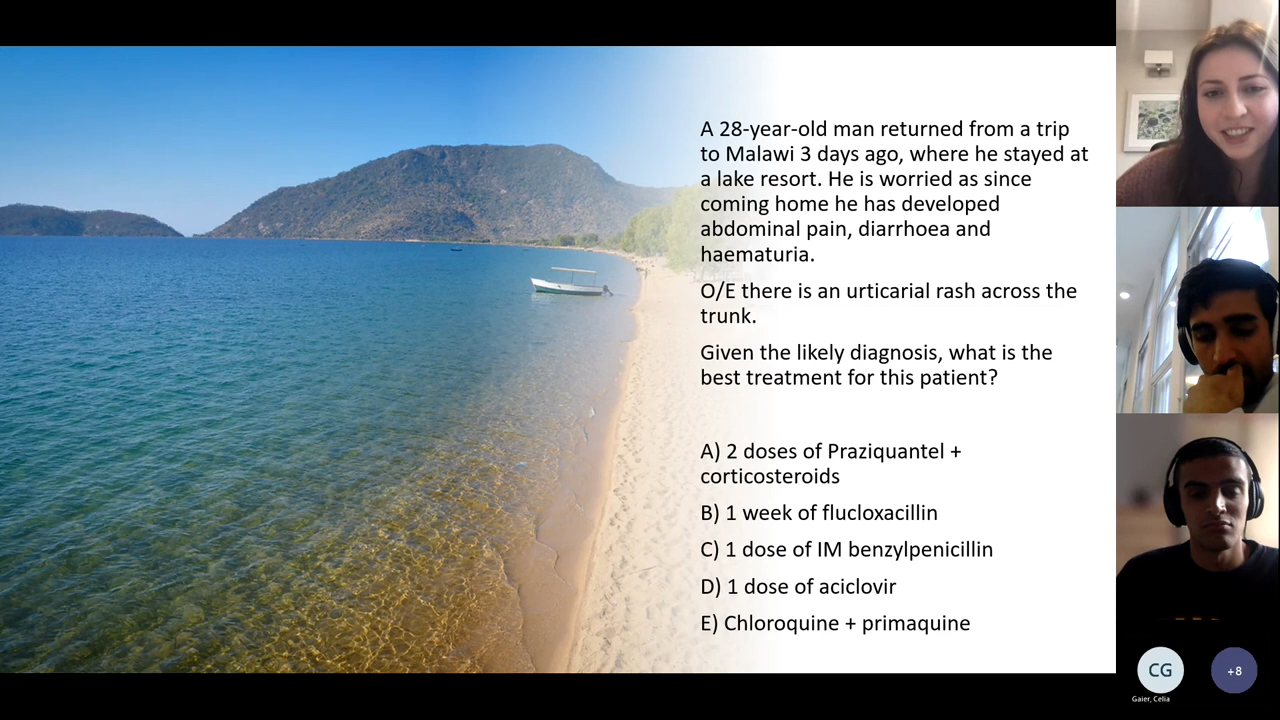 A 28-year-old man returned from a trip
to Malawi 3 days ago, where he stayed at
a lake resort. He is worried as since
coming home he has developed
abdominal pain, diarrhoea and
haematuria.
O/E there is an urticarial rash across the
trunk.
Given the likely diagnosis, what is the
best treatment for this patient?
A) 2 doses of Praziquantel +
corticosteroids
B) 1 week of flucloxacillin
C) 1 dose of IM benzylpenicillin
D) 1 dose of aciclovir
E) Chloroquine + primaquine
CG
+8
Gaier, Celia